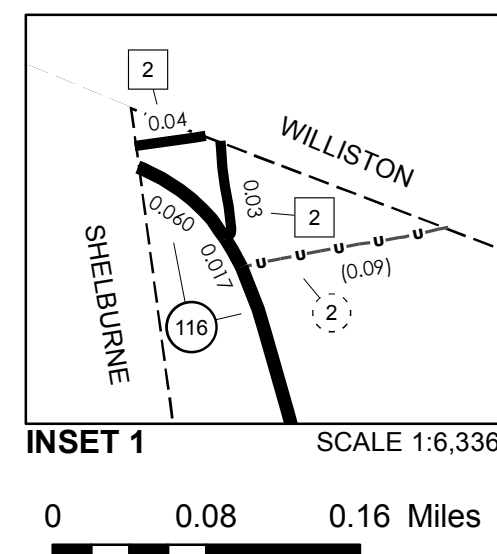 2
0.04
WILLISTON
0.03
2
0.060
SHELBURNE
0.017
U U U U U
(0.09)
2
116
INSET 1
SCALE 1:6,336
0 0.08 0.16 Miles